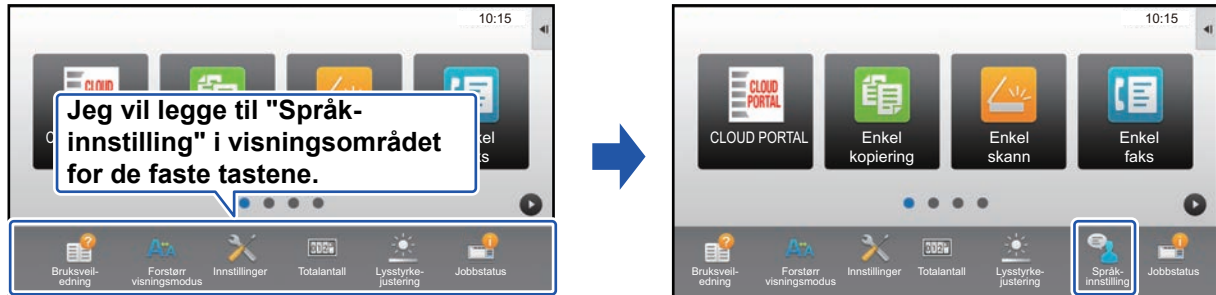 10:15
CLOUD
Jeg vil legge til "Språk-
innstilling" i visningsområdet
for de faste tastene.
Bruksveil-
edning
Forstørr
visningsmodus
Innstillinger
Totalantall
Lysstyrke-
justering
Jobbstatus
10:15
CLOUD
PORTAL
CLOUD PORTAL
Enkel
kopiering
Enkel
skann
Enkel
faks
Bruksveil-
edning
Forstørr
visningsmodus
Innstillinger
Totalantall
Lysstyrke-
justering
Språk-
innstilling
Jobbstatus